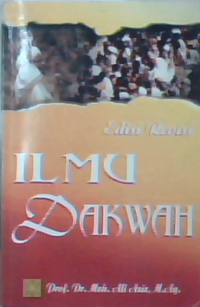 Edisi Revisi
ILMU
DAKWAH
Prof. Dr. Moh. Ali Aziz, M.Ag.